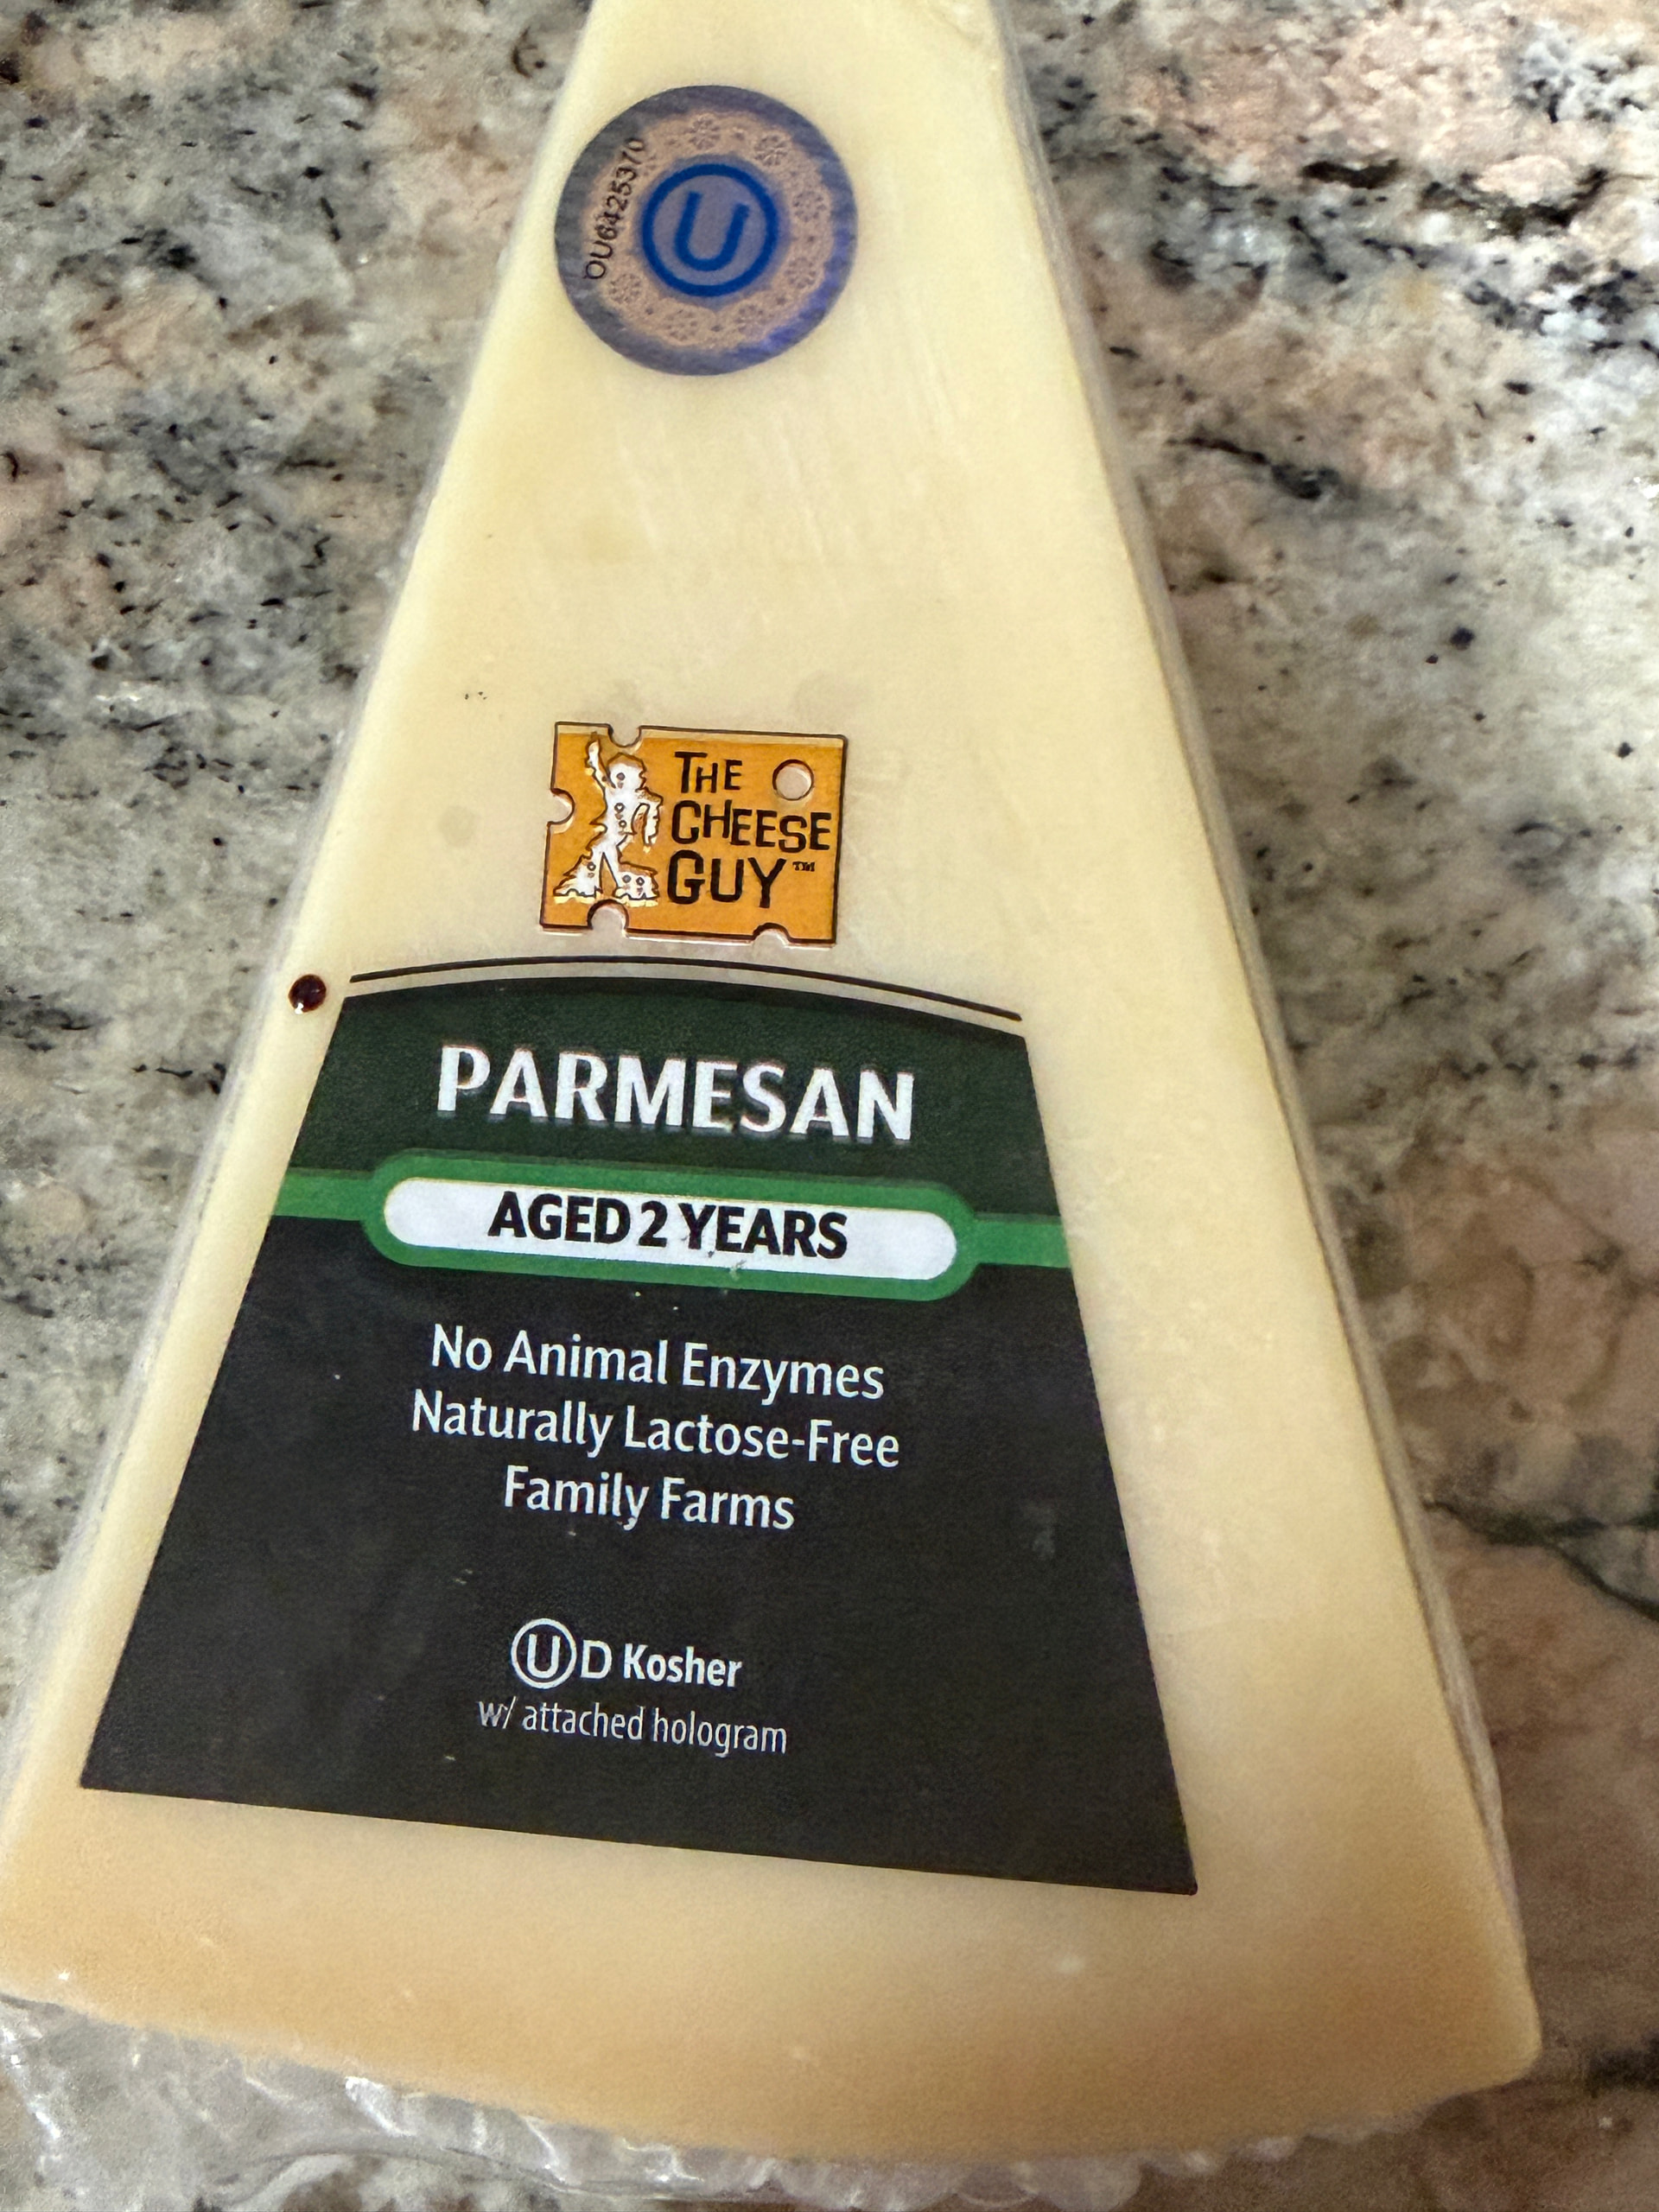 OU6425370
U
THE
CHEESE
GUY™
PARMESAN
AGED 2 YEARS
No Animal Enzymes
Naturally Lactose-Free
Family Farms
Ⓤ D Kosher
w/ attached hologram